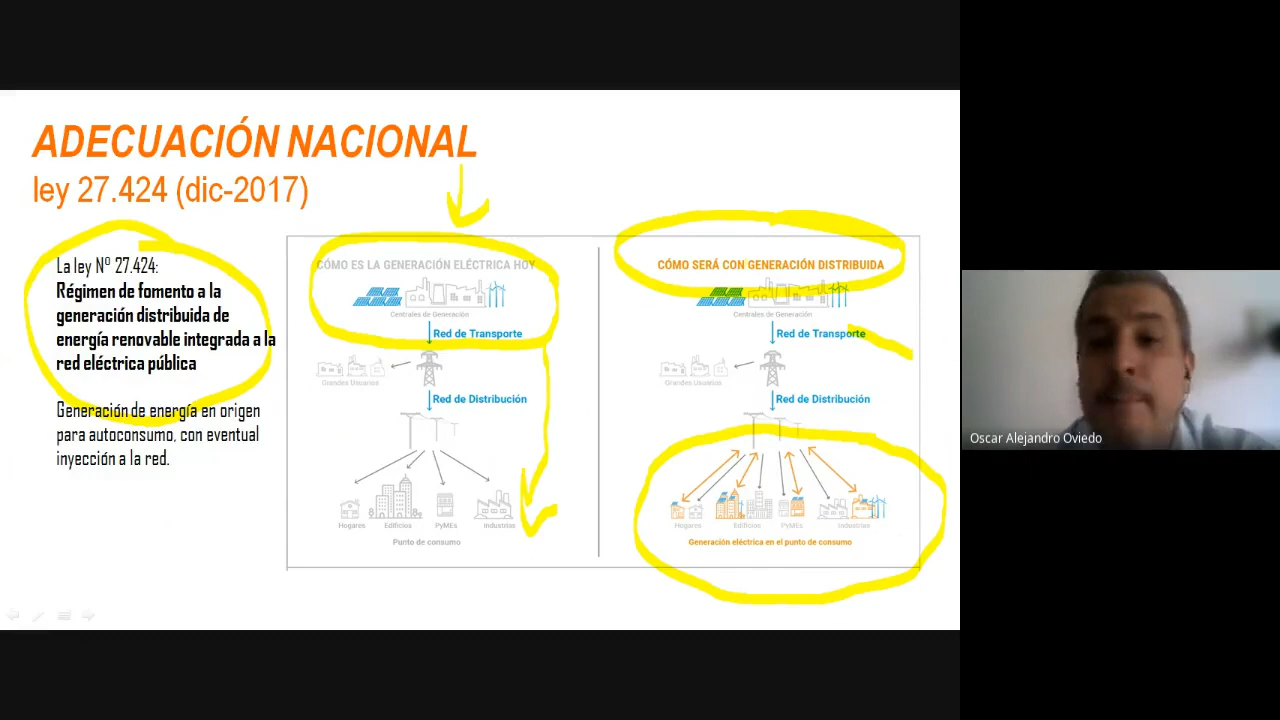 ADECUACIÓN NACIONAL
ley 27.424 (dic-2017)
La ley N° 27.424:
Régimen de fomento a la
generación distribuida de
energía renovable integrada a la
red eléctrica pública
Generación de energía en origen
para autoconsumo, con eventual
inyección a la red.
CÓMO ES LA GENERACIÓN ELÉCTRICA HOY
Centrales de Generación
Red de Transporte
Grandes Usuarios
Red de Distribución
Hogares
Edificios
PyMEs
Industrias
Punto de consumo
CÓMO SERÁ CON GENERACIÓN DISTRIBUIDA
Centrales de Generación
Red de Transporte
Grandes Usuarios
Red de Distribución
Hogares
Edificios
PyMEs
Industrias
Generación eléctrica en el punto de consumo
Oscar Alejandro Oviedo